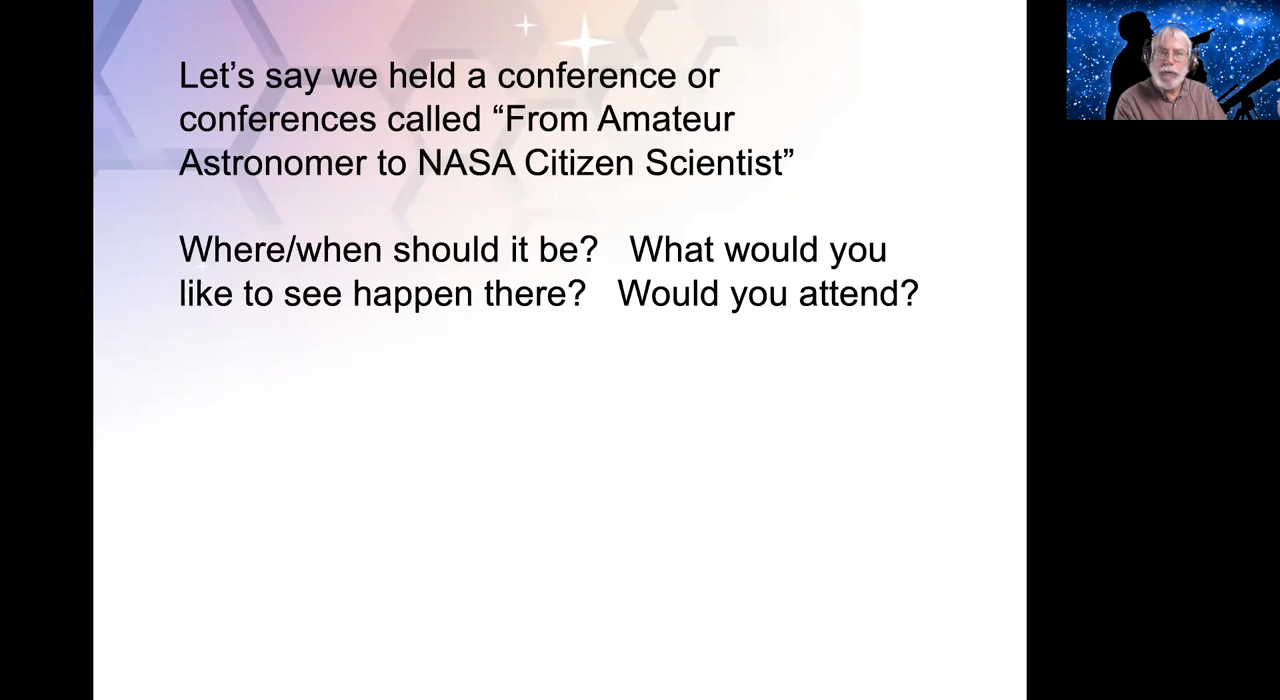 Let’s say we held a conference or
conferences called “From Amateur
Astronomer to NASA Citizen Scientist”
Where/when should it be?   What would you
like to see happen there?   Would you attend?